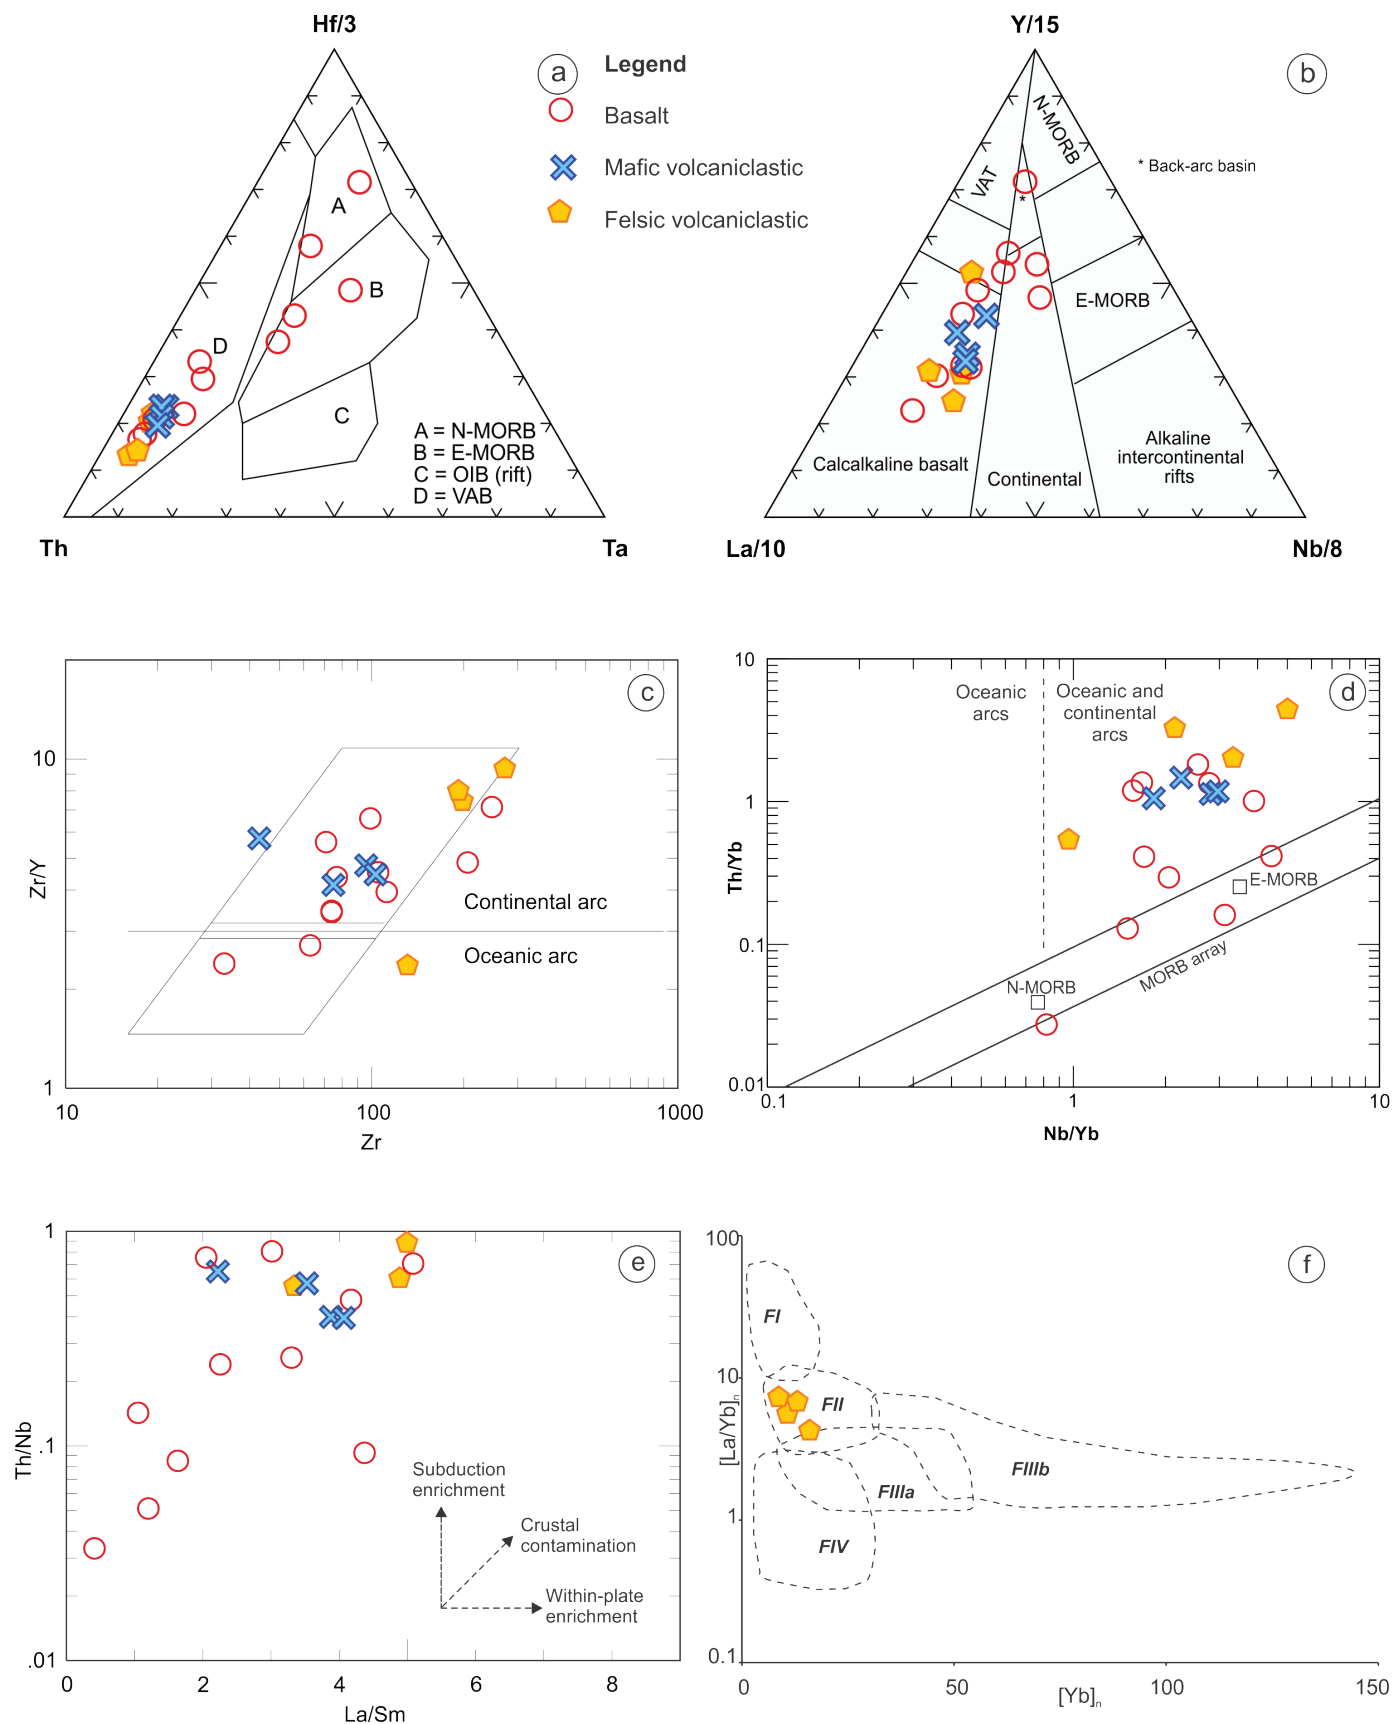 Hf/3
a
Legend
Basalt
Mafic volcaniclastic
Felsic volcaniclastic
A
B
D
C
A = N-MORB
B = E-MORB
C = OIB (rift)
D = VAB
Th
Ta
Y/15
b
N-MORB
* Back-arc basin
VAT
*
E-MORB
Calcalkaline basalt
Continental
Alkaline
intercontinental
rifts
La/10
Nb/8
c
10
Zr/Y
Continental arc
Oceanic arc
1
10
100
1000
Zr
d
10
Oceanic
arcs
Oceanic and
continental
arcs
1
Th/Yb
E-MORB
0.1
MORB array
N-MORB
0.01
0.1
1
10
Nb/Yb
e
1
Th/Nb
.1
Subduction
enrichment
Crustal
contamination
Within-plate
enrichment
.01
0
2
4
6
8
La/Sm
f
100
FI
10
[La/Yb]n
FII
FIIIb
FIIIa
1
FIV
0.1
0
50
100
150
[Yb]n